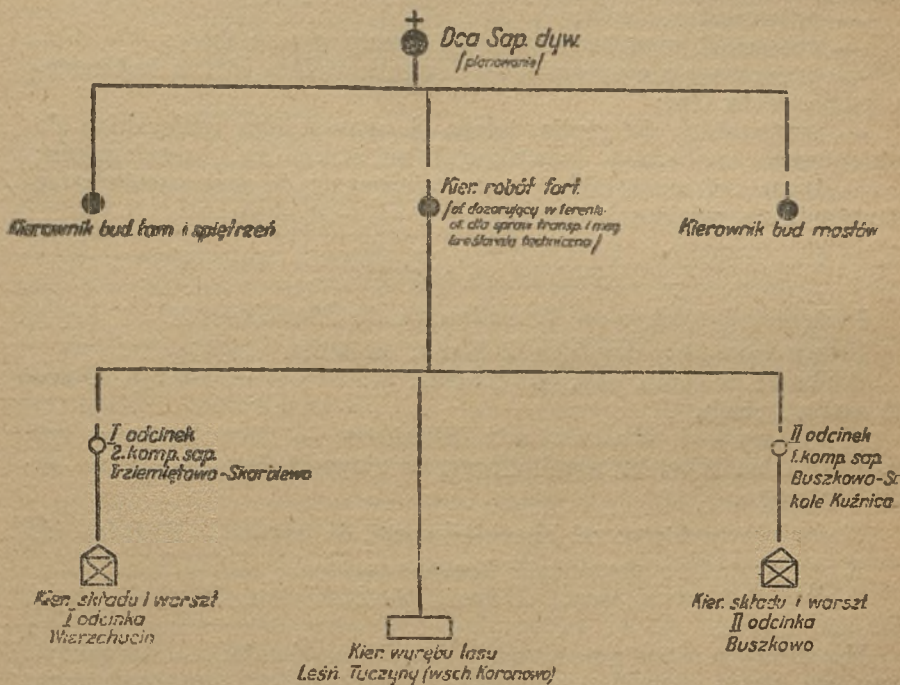 Dca Sap. dyw.
/planowanie/
Kier. robót fort.
/of. dozorujący w terenie
of. dla spraw transp. i mag.
kreślarnia techniczna/
Kierownik bud. tam i spiętrzeń
Kierownik bud. mostów
I odcinek
2. komp. sap.
Trziemiętowo-Skarbiewo
II odcinek
1. komp. sap.
Buszkowo-Sc
kole Kuźnica
Kier. składu i warszt.
I odcinka
Wierzchucin
Kier. składu i warszt
II odcinka
Buszkowo
Kier. wyrębu lasu
Leśn. Tuczyny (wsch. Koronowo)